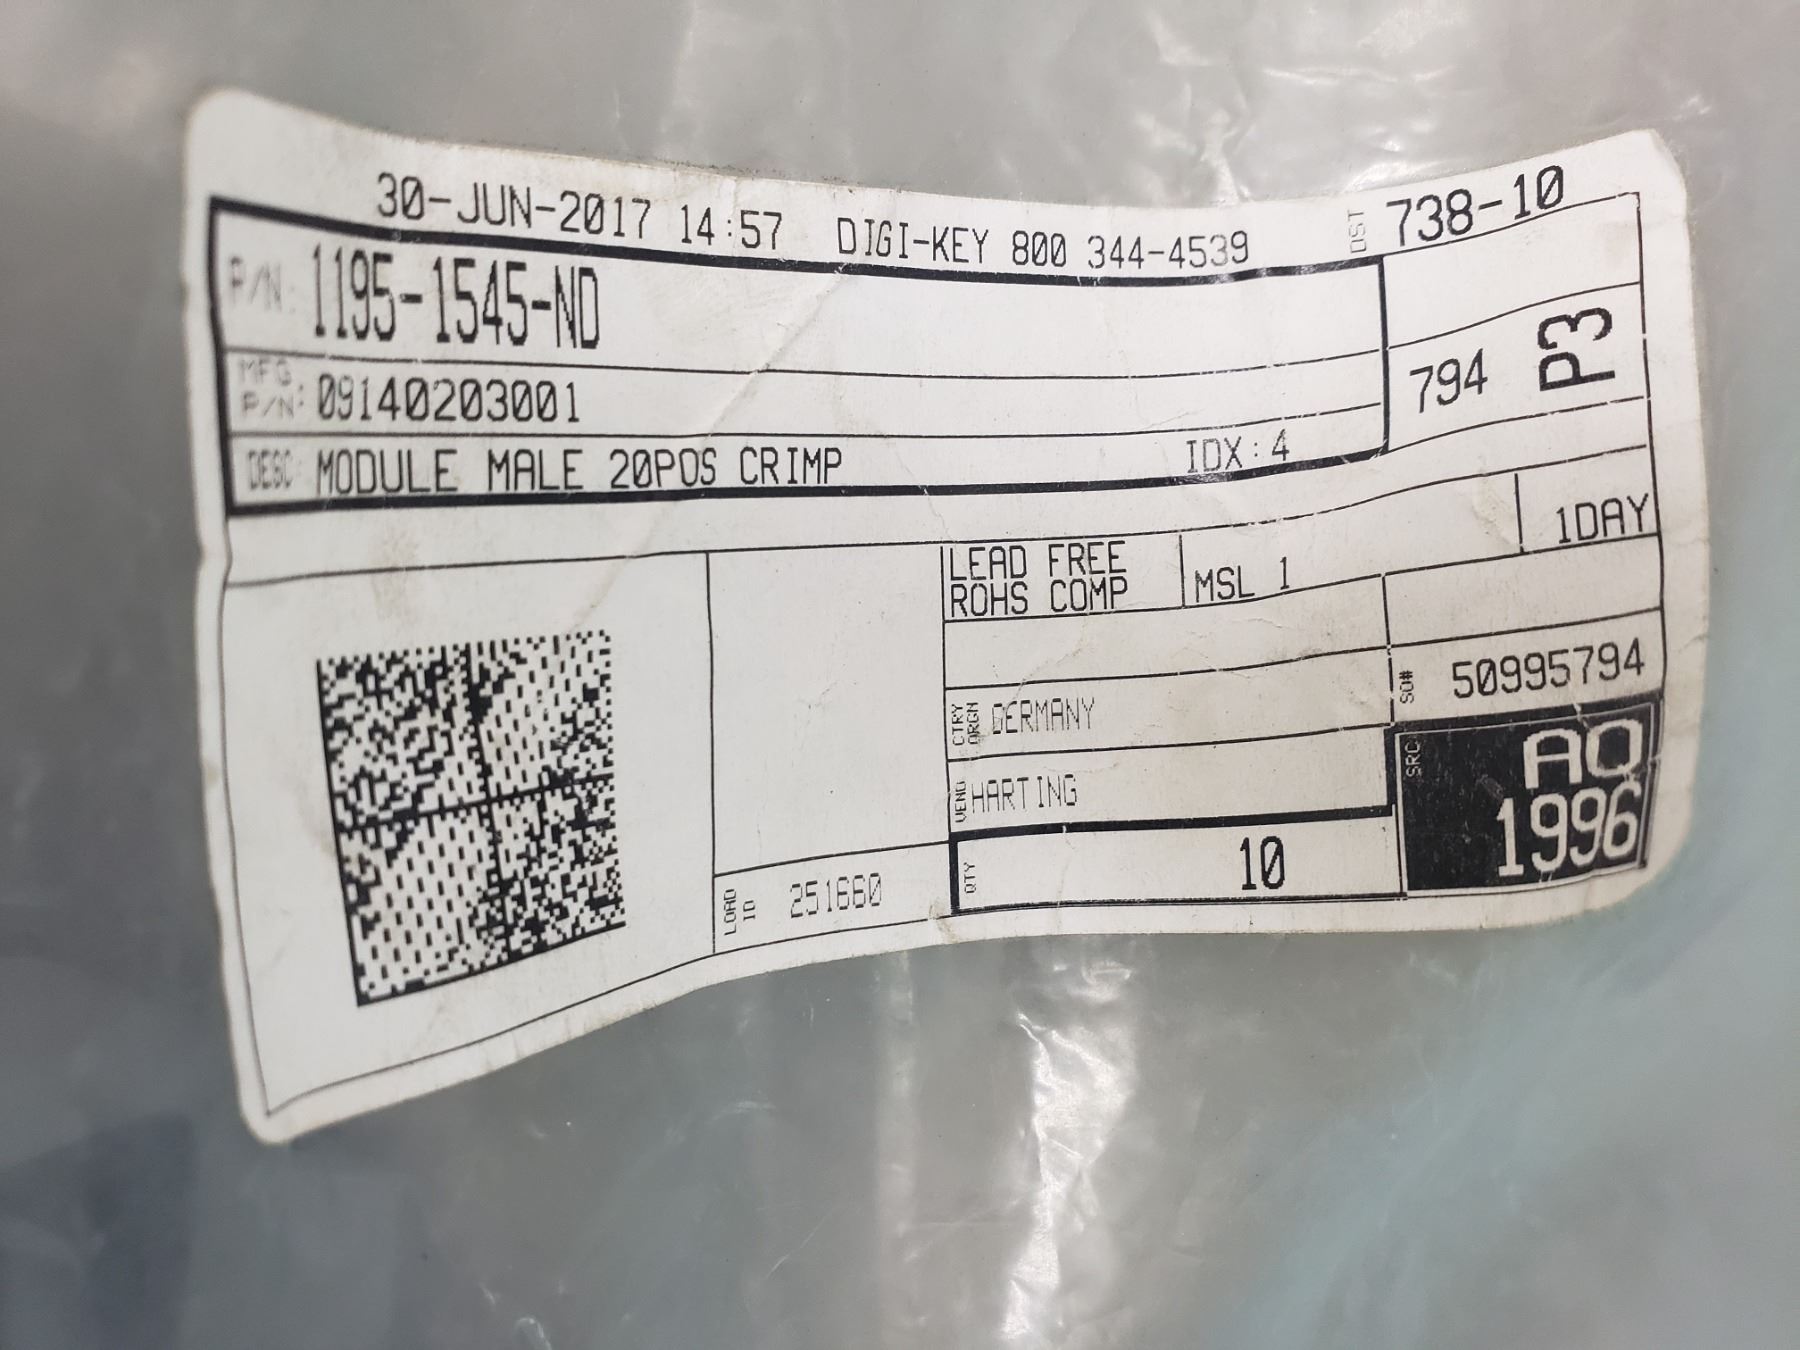 30-JUN-2017 14:57 DIGI-KEY 800 344-4539 DST 738-10
P/N: 1195-1545-ND
MFG P/N: 09140203001
794 P3
DESC: MODULE MALE 20POS CRIMP IDX:4
LEAD FREE
ROHS COMP
MSL 1
1DAY
CTRY ORGN GERMANY
SO# 50995794
VEND HARTING
SRC AQ
1996
LOAD ID 251660
QTY 10